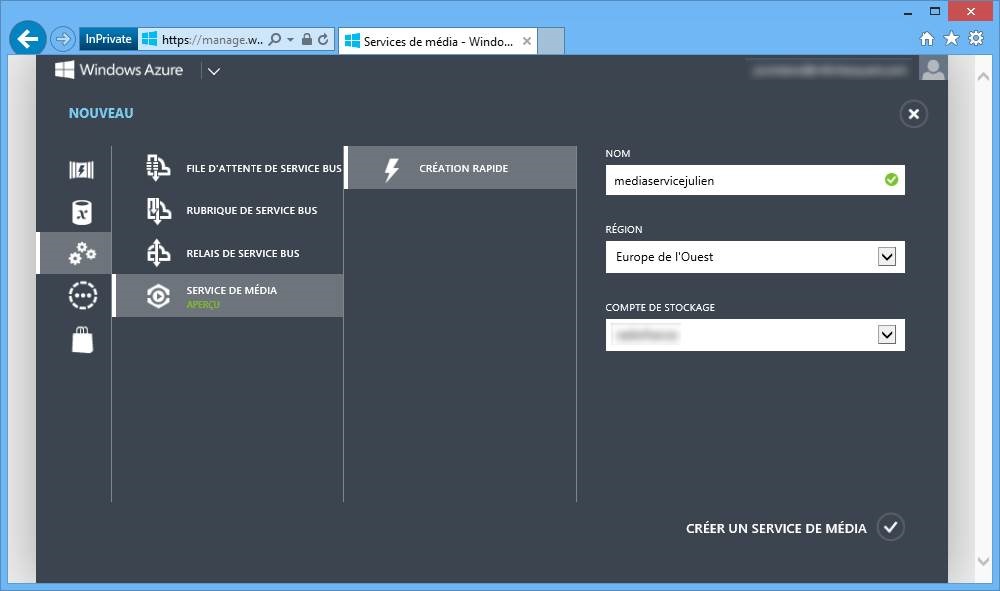 InPrivate
https://manage.w..
Services de média - Windo...
Windows Azure
NOUVEAU
FILE D'ATTENTE DE SERVICE BUS
RUBRIQUE DE SERVICE BUS
RELAIS DE SERVICE BUS
SERVICE DE MÉDIA
APERÇU
CRÉATION RAPIDE
NOM
mediaservicejulien
RÉGION
Europe de l'Ouest
COMPTE DE STOCKAGE
CRÉER UN SERVICE DE MÉDIA